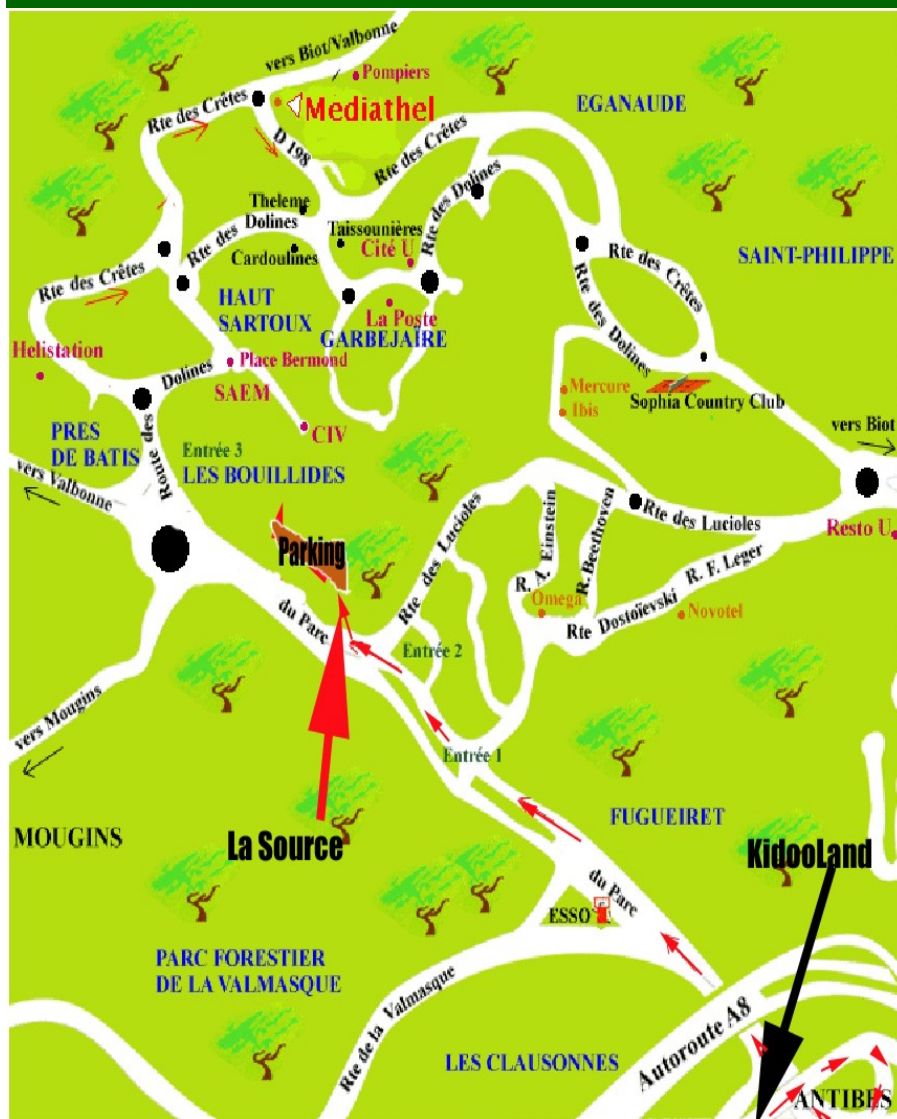 vers Biot/Valbonne
Pompiers
Rte des Crêtes
Mediathel
EGANAUDE
D 198
Rte des Crêtes
Theleme
Rte des Dolines
Taissounières
Rte des Dolines
Cardoulines
Cité U
SAINT-PHILIPPE
Rte des Crêtes
Rte des Crêtes
HAUT
SARTOUX
La Poste
GARBEJAÏRE
Rte des Dolines
Helistation
Dolines
Place Bermond
SAEM
Mercure
Ibis
Sophia Country Club
CIV
PRES
DE BATIS
Route des
Entrée 3
LES BOUILLIDES
vers Biot
vers Valbonne
Rte des Lucioles
R. A. Einstein
R. Beethoven
Rte des Lucioles
Resto U
Parking
R. F. Leger
Omega
Rte Dostoïevski
Novotel
du Parc
Entrée 2
vers Mougins
Entrée 1
FUGUEIRET
MOUGINS
La Source
KidooLand
du Parc
ESSO
PARC FORESTIER
DE LA VALMASQUE
Rte de la Valmasque
Autoroute A8
LES CLAUSONNES
ANTIBES